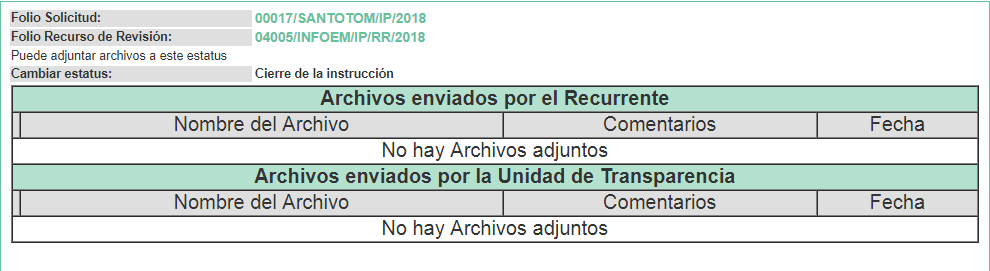 Folio Solicitud: 00017/SANTOTOM/IP/2018
Folio Recurso de Revisión: 04005/INFOEM/IP/RR/2018
Puede adjuntar archivos a este estatus
Cambiar estatus: Cierre de la instrucción
Archivos enviados por el Recurrente
Nombre del Archivo Comentarios Fecha
No hay Archivos adjuntos
Archivos enviados por la Unidad de Transparencia
Nombre del Archivo Comentarios Fecha
No hay Archivos adjuntos